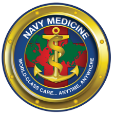 NAVY MEDICINE
WORLD CLASS CARE... ANYTIME, ANYWHERE